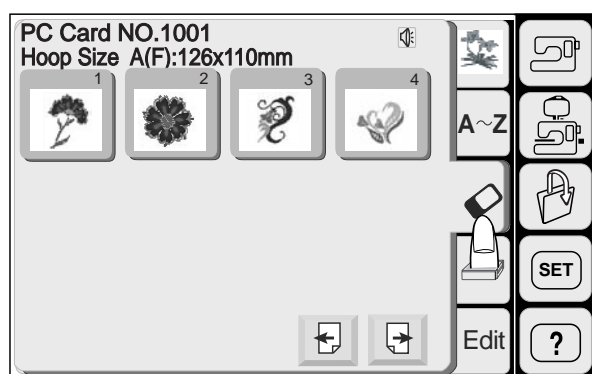 PC Card NO.1001
Hoop Size A(F):126x110mm
1 2 3 4
A~Z
SET
Edit
?